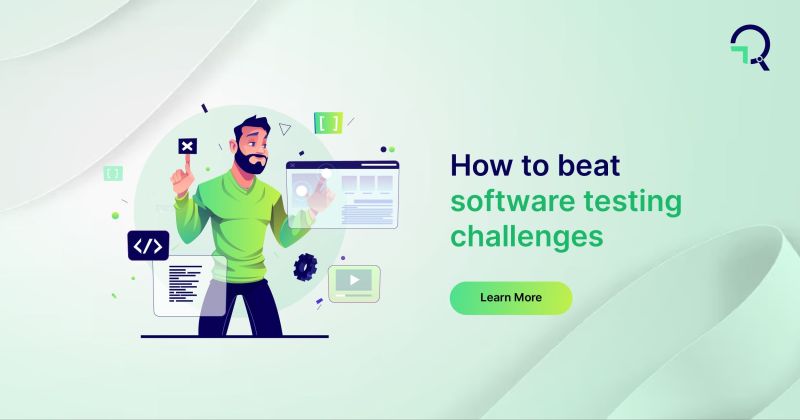 How to beat
software testing
challenges
Learn More
[ ]
[ ]
</>